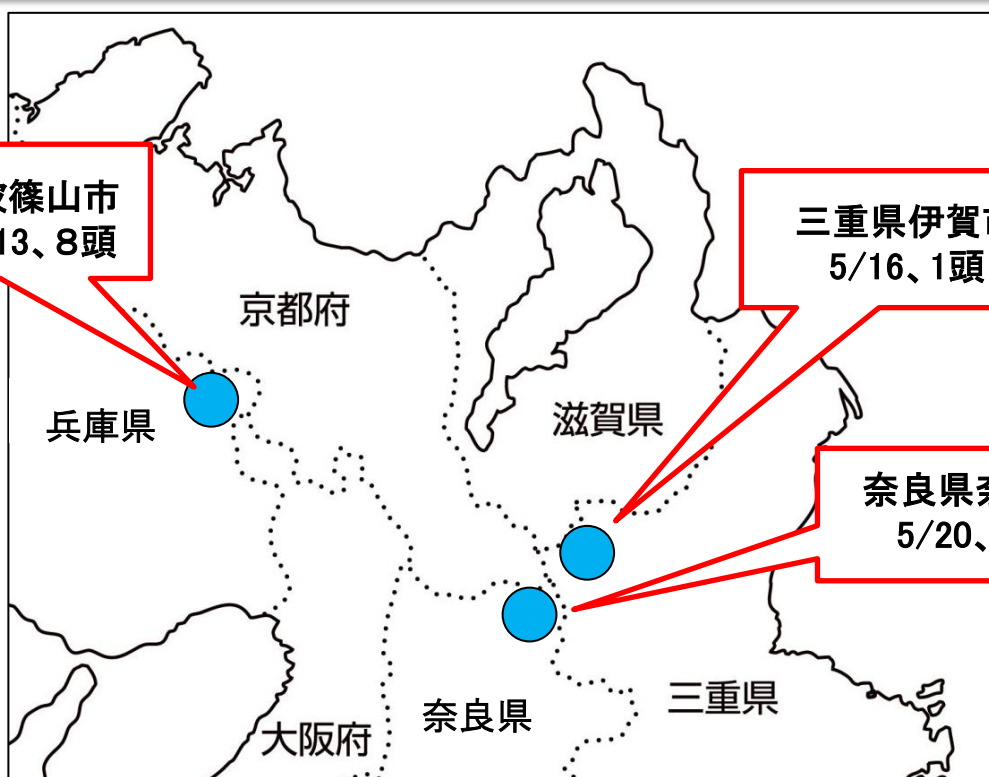 篠山市
13、8頭
三重県伊賀市
5/16、1頭
京都府
兵庫県
滋賀県
奈良県奈
5/20、
三重県
奈良県
大阪府